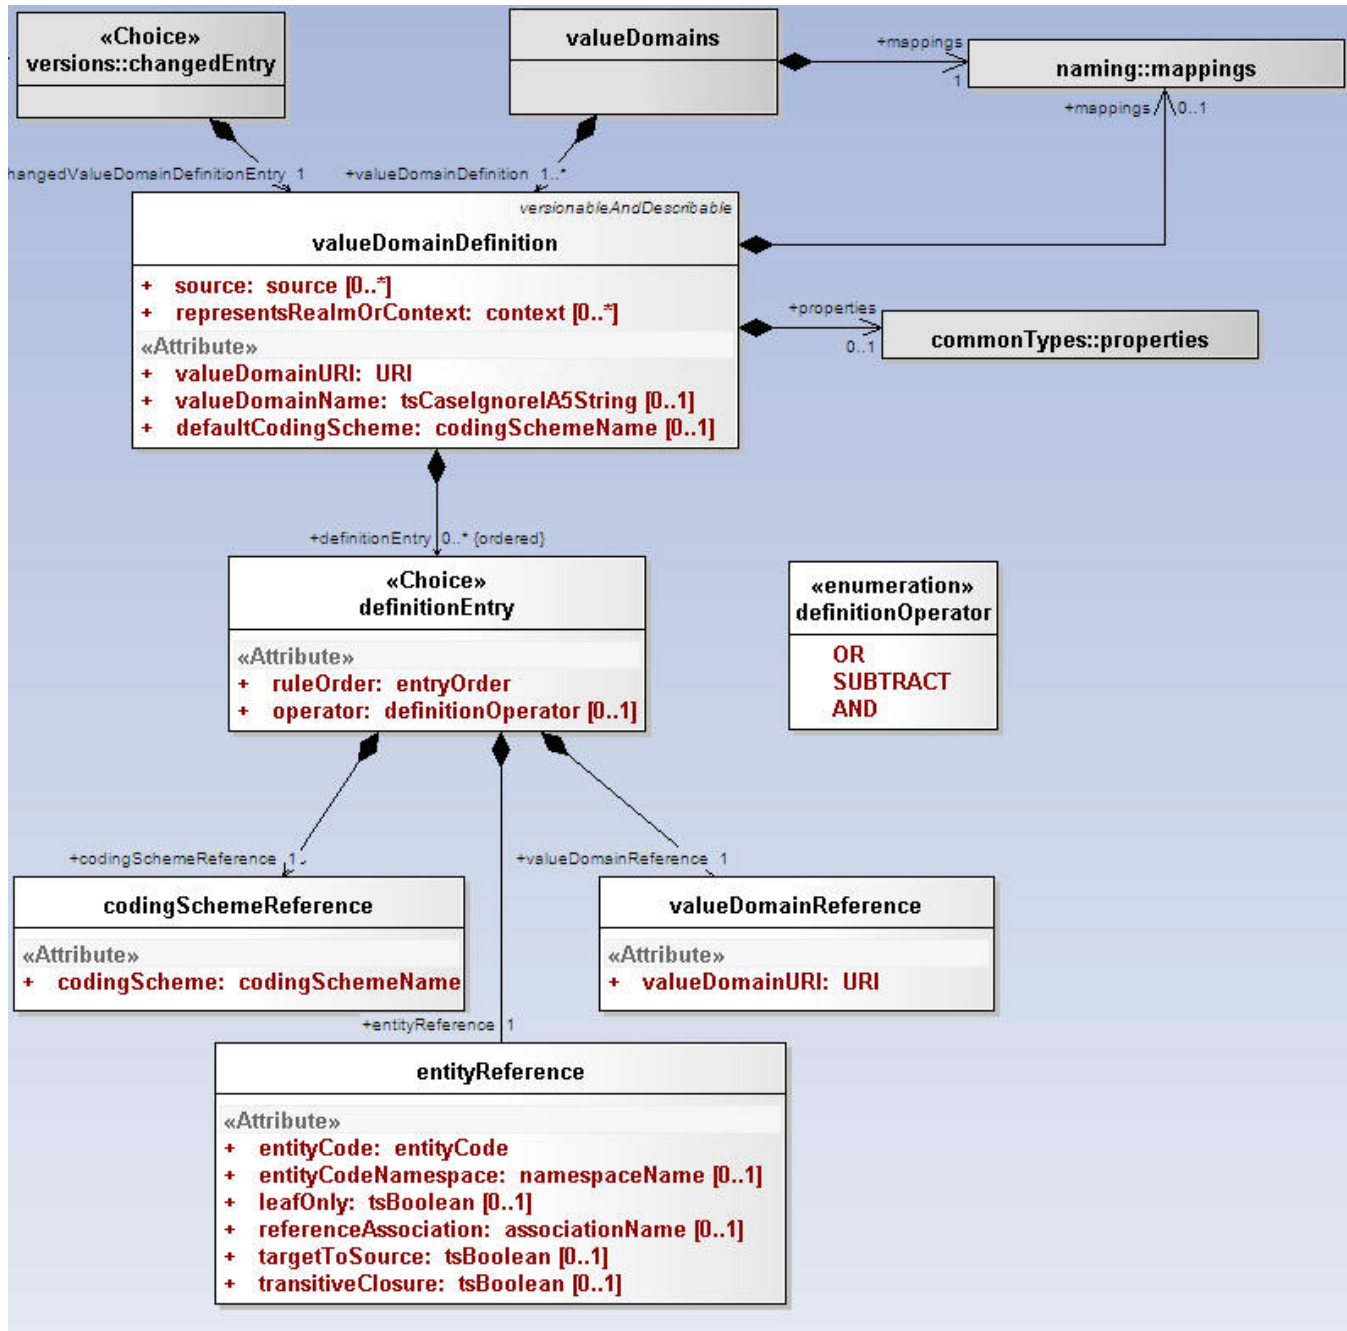 «Choice»
versions::changedEntry
valueDomains
+mappings
1
naming::mappings
+mappings 0..1
hangedValueDomainDefinitionEntry 1
+valueDomainDefinition 1..*
versionableAndDescribable
valueDomainDefinition
+ source: source [0..*]
+ representsRealmOrContext: context [0..*]
«Attribute»
+ valueDomainURI: URI
+ valueDomainName: tsCaseIgnoreIA5String [0..1]
+ defaultCodingScheme: codingSchemeName [0..1]
+properties
0..1
commonTypes::properties
+definitionEntry 0..* {ordered}
«Choice»
definitionEntry
«Attribute»
+ ruleOrder: entryOrder
+ operator: definitionOperator [0..1]
«enumeration»
definitionOperator
OR
SUBTRACT
AND
+codingSchemeReference 1
+valueDomainReference 1
codingSchemeReference
«Attribute»
+ codingScheme: codingSchemeName
valueDomainReference
«Attribute»
+ valueDomainURI: URI
+entityReference 1
entityReference
«Attribute»
+ entityCode: entityCode
+ entityCodeNamespace: namespaceName [0..1]
+ leafOnly: tsBoolean [0..1]
+ referenceAssociation: associationName [0..1]
+ targetToSource: tsBoolean [0..1]
+ transitiveClosure: tsBoolean [0..1]